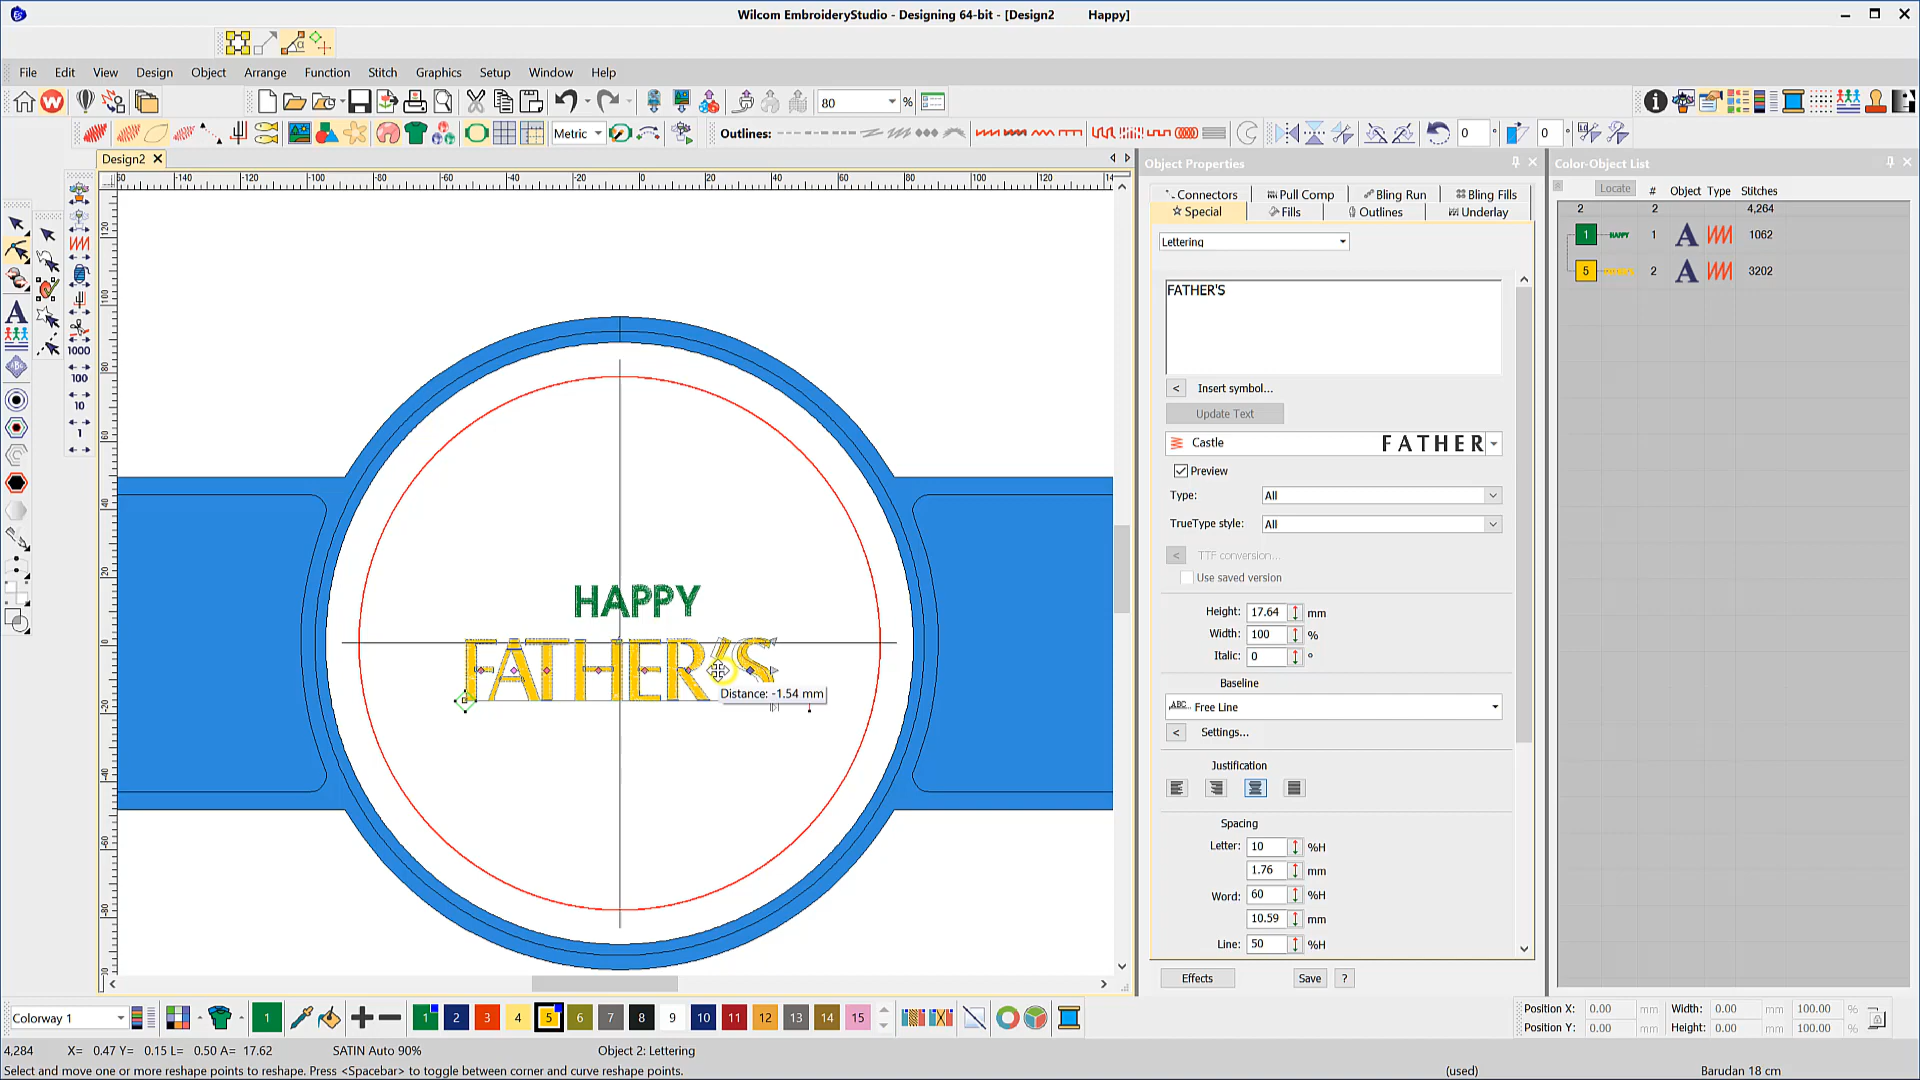 Wilcom EmbroideryStudio - Designing 64-bit - [Design2 Happy]
File Edit View Design Object Arrange Function Stitch Graphics Setup Window Help
80 %
Metric
Outlines:
0 °
0 °
Design2
Object Properties
Color-Object List
Connectors Pull Comp Bling Run Bling Fills
Special Fills Outlines Underlay
Lettering
FATHER'S
Insert symbol...
Update Text
Castle FATHER
Preview
Type: All
TrueType style: All
TTF conversion...
Use saved version
Height: 17.64 mm
Width: 100 %
Italic: 0 °
Baseline
ABC Free Line
Settings...
Justification
Spacing
Letter: 10 %H
1.76 mm
Word: 60 %H
10.59 mm
Line: 50 %H
Effects Save ?
Locate # Object Type Stitches
2 2 4,264
1 HAPPY 1 A 1062
5 2 A 3202
1000
100
10
1
HAPPY
FATHER'S
Distance: -1.54 mm
Colorway 1
1
1 2 3 4 5 6 7 8 9 10 11 12 13 14 15
Position X: 0.00 mm Width: 0.00 mm 100.00 %
Position Y: 0.00 mm Height: 0.00 mm 100.00 %
4,284 X= 0.47 Y= 0.15 L= 0.50 A= 17.62 SATIN Auto 90% Object 2: Lettering
Select and move one or more reshape points to reshape. Press <Spacebar> to toggle between corner and curve reshape points. (used) Barudan 18 cm